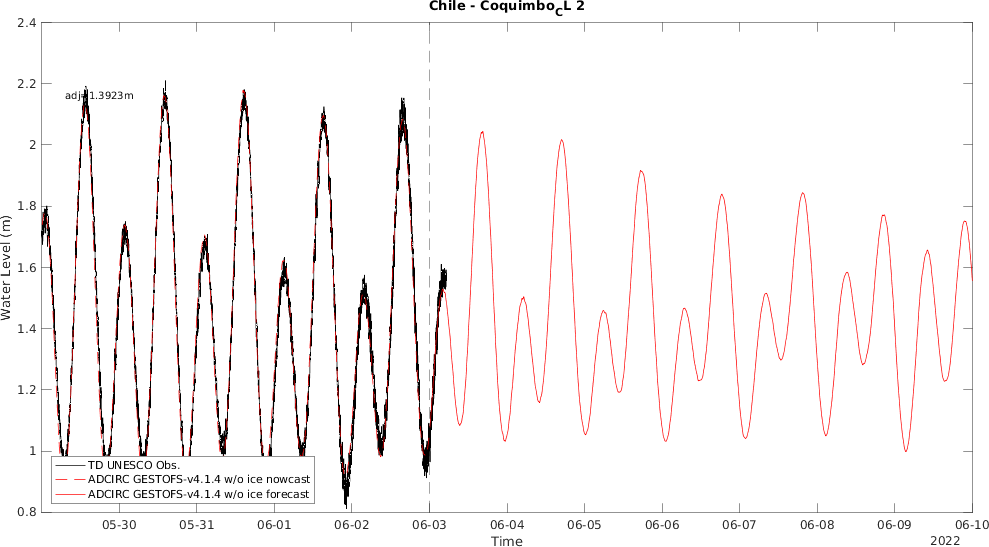 Chile - Coquimbo_CL 2
2.4
2.2
2
1.8
1.6
1.4
1.2
1
0.8
Water Level (m)
adj=1.3923m
TD UNESCO Obs.
ADCIRC GESTOFS-v4.1.4 w/o ice nowcast
ADCIRC GESTOFS-v4.1.4 w/o ice forecast
05-30 05-31 06-01 06-02 06-03 06-04 06-05 06-06 06-07 06-08 06-09 06-10
Time
2022